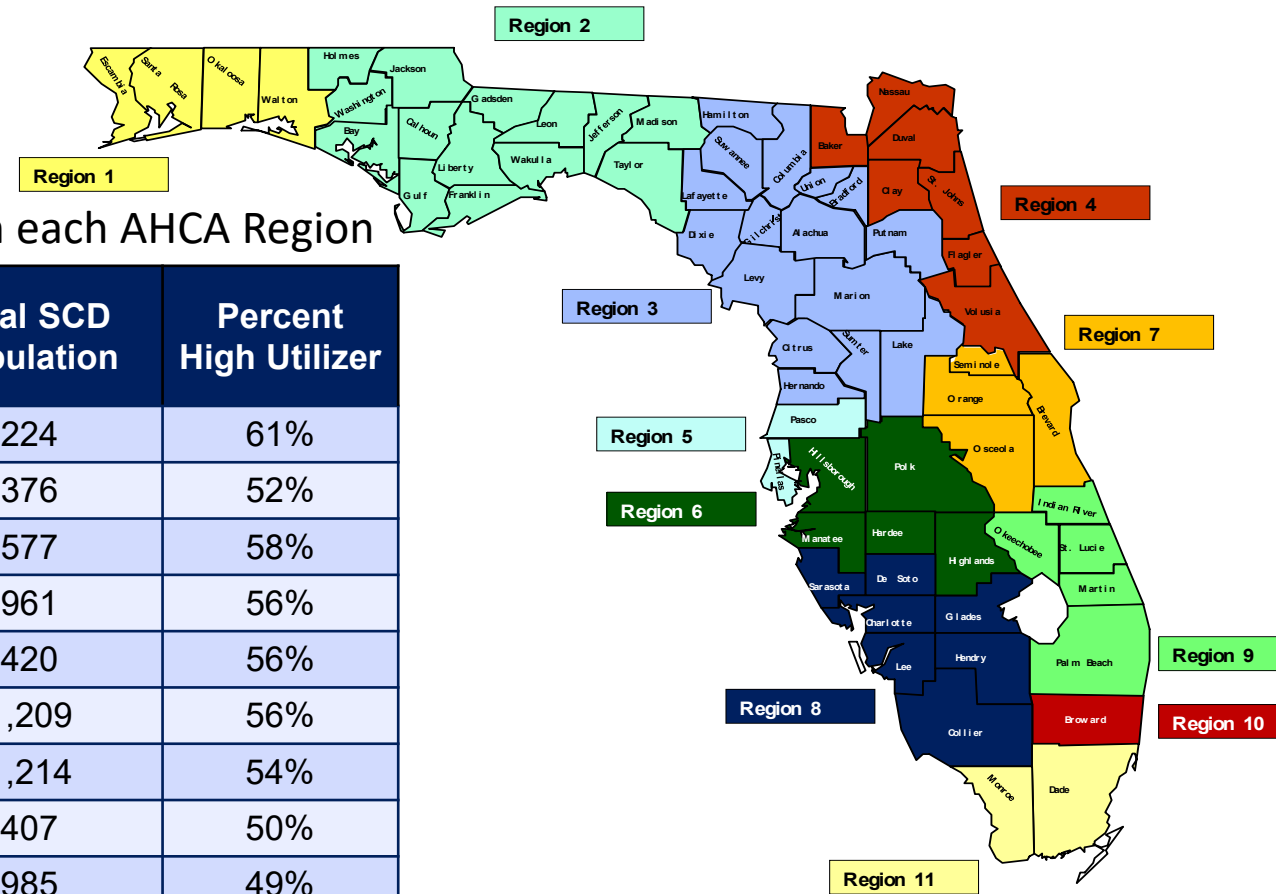 Region 2
Holmes
Jackson
Escambia
Santa Rosa
Okaloosa
Walton
Washington
Gadsden
Bay
Calhoun
Leon
Jefferson
Madison
Hamilton
Nassau
Liberty
Wakulla
Taylor
Suwannee
Columbia
Baker
Duval
Region 1
Gulf
Franklin
Lafayette
Union
Bradford
Clay
St. Johns
Region 4
each AHCA Region
Dixie
Gilchrist
Alachua
Putnam
Flagler
Levy
Marion
Volusia
Region 3
Region 7
Citrus
Sumter
Lake
Seminole
Hernando
Orange
Brevard
Pasco
Region 5
Pinellas
Hillsborough
Polk
Osceola
Region 6
Indian River
Manatee
Hardee
Highlands
Okeechobee
St. Lucie
Sarasota
De Soto
Martin
Charlotte
Glades
Lee
Hendry
Palm Beach
Region 9
Region 8
Collier
Broward
Region 10
Monroe
Dade
Region 11
SCD Percent
High Utilizer
224 61%
376 52%
577 58%
961 56%
420 56%
,209 56%
,214 54%
407 50%
985 49%